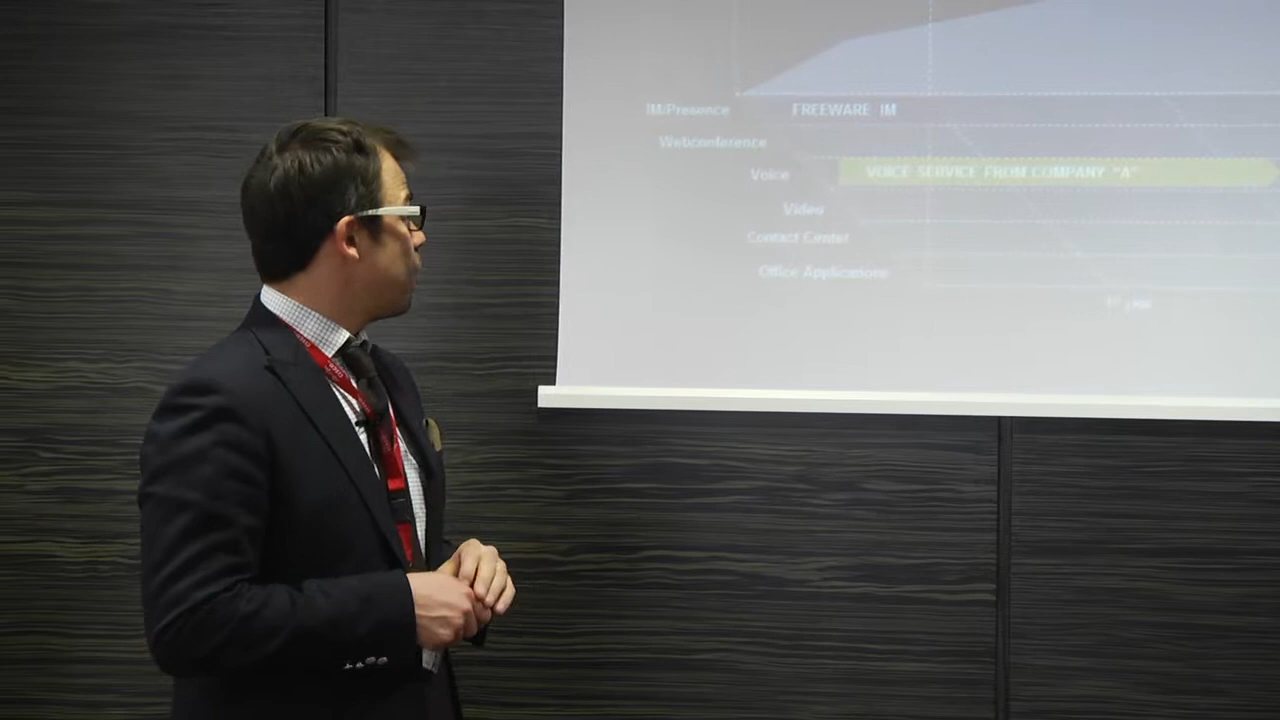 IM/Presence FREEWARE IM
Webconference
Voice VOICE SERVICE FROM COMPANY "A"
Video
Contact Center
Office Applications